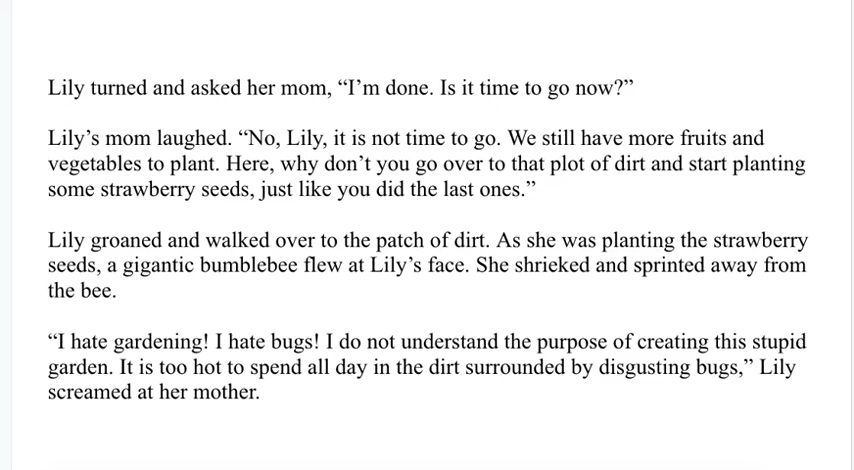 Lily turned and asked her mom, “I’m done. Is it time to go now?”
Lily’s mom laughed. “No, Lily, it is not time to go. We still have more fruits and
vegetables to plant. Here, why don’t you go over to that plot of dirt and start planting
some strawberry seeds, just like you did the last ones.”
Lily groaned and walked over to the patch of dirt. As she was planting the strawberry
seeds, a gigantic bumblebee flew at Lily’s face. She shrieked and sprinted away from
the bee.
“I hate gardening! I hate bugs! I do not understand the purpose of creating this stupid
garden. It is too hot to spend all day in the dirt surrounded by disgusting bugs,” Lily
screamed at her mother.